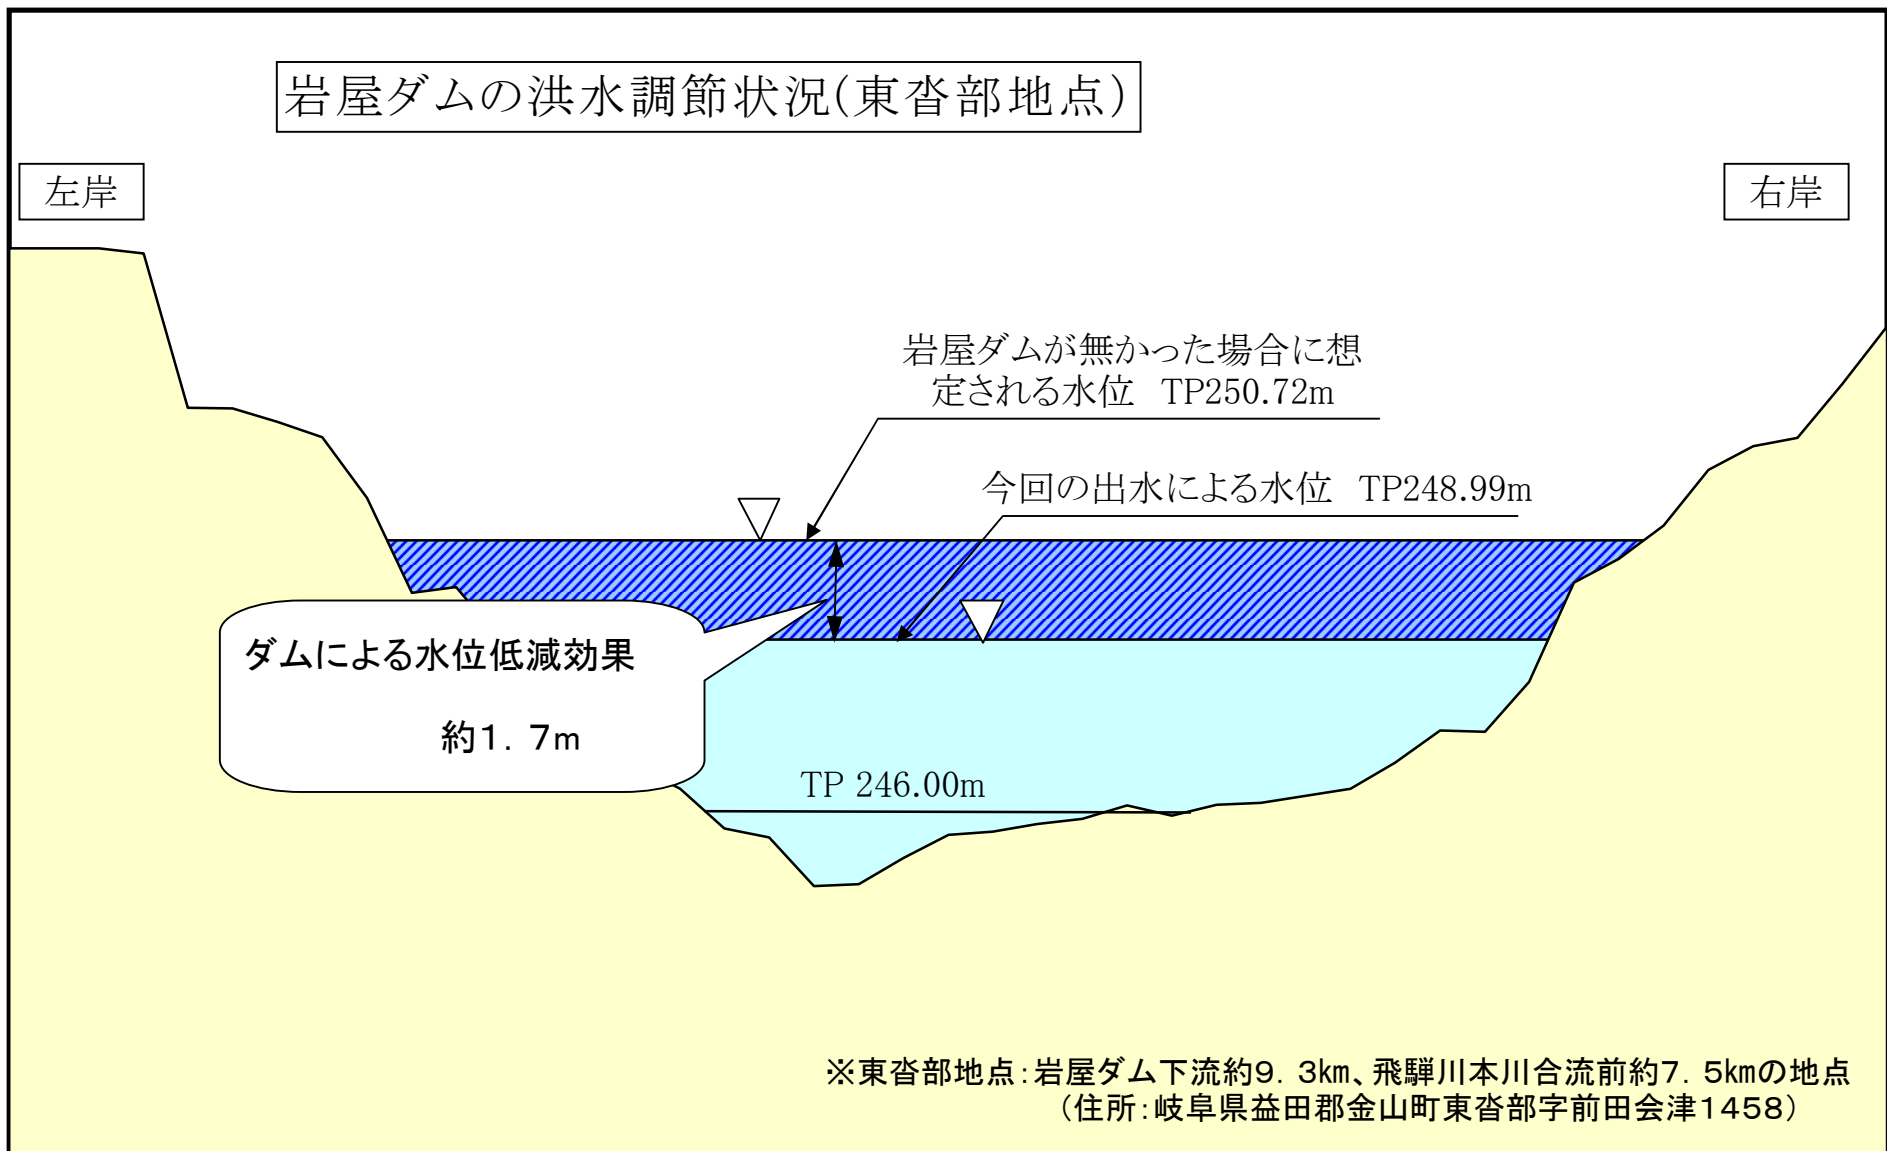 岩屋ダムの洪水調節状況(東沓部地点)
左岸
右岸
岩屋ダムが無かった場合に想
定される水位　TP250.72m
今回の出水による水位　TP248.99m
ダムによる水位低減効果
約1．7m
TP 246.00m
※東沓部地点：岩屋ダム下流約9．3㎞、飛騨川本川合流前約7．5㎞の地点
（住所：岐阜県益田郡金山町東沓部字前田会津1458）